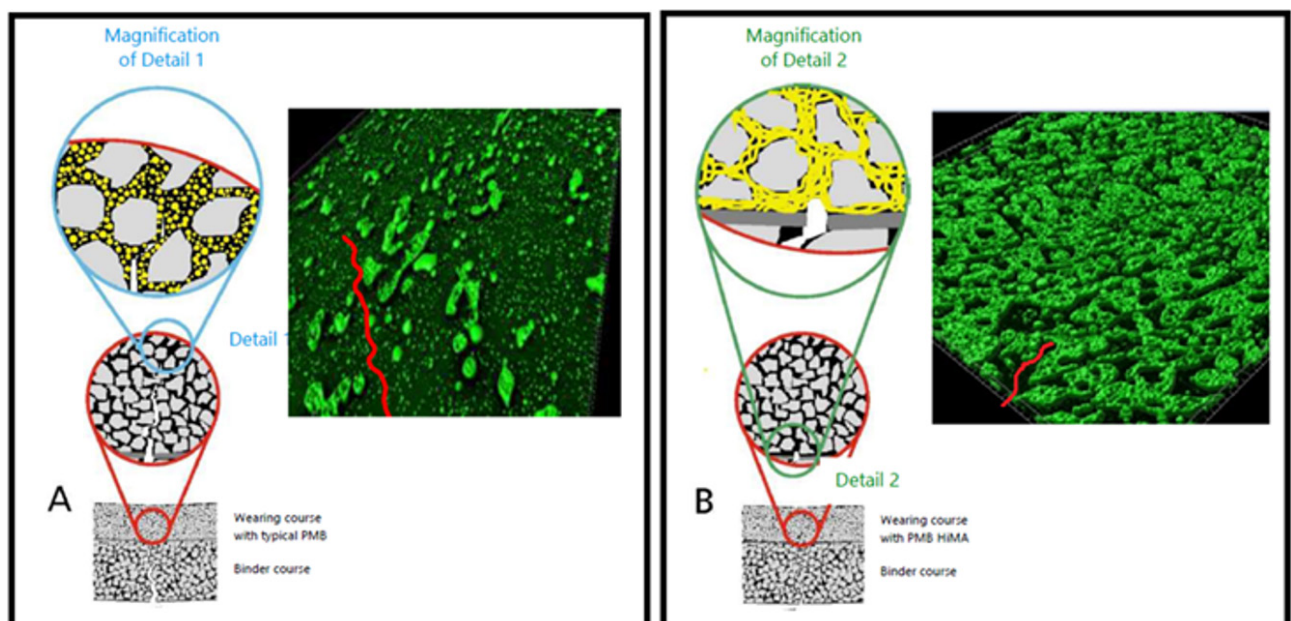 Magnification
of Detail 1
Detail 1
A
Wearing course
with typical PMB
Binder course
Magnification
of Detail 2
Detail 2
B
Wearing course
with PMB HiMA
Binder course